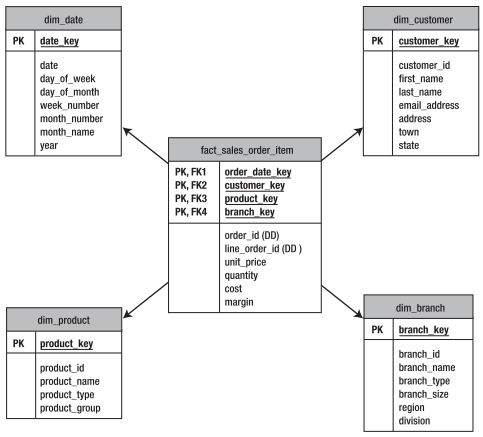 dim_date
PK date_key
date
day_of_week
day_of_month
week_number
month_number
month_name
year
dim_customer
PK customer_key
customer_id
first_name
last_name
email_address
address
town
state
fact_sales_order_item
PK, FK1 order_date_key
PK, FK2 customer_key
PK, FK3 product_key
PK, FK4 branch_key
order_id (DD)
line_order_id (DD )
unit_price
quantity
cost
margin
dim_product
PK product_key
product_id
product_name
product_type
product_group
dim_branch
PK branch_key
branch_id
branch_name
branch_type
branch_size
region
division